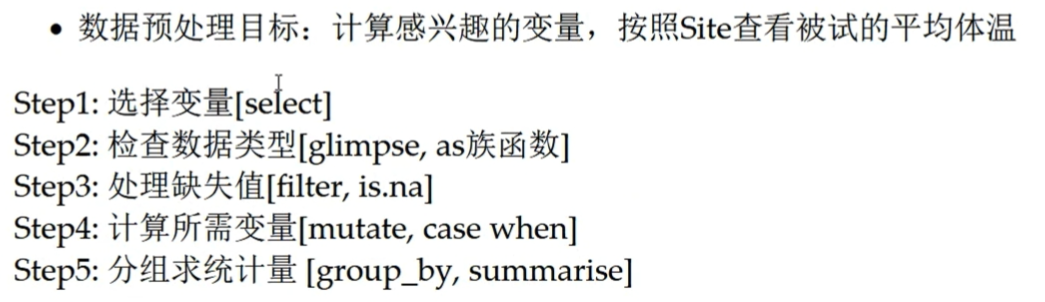 • 数据预处理目标：计算感兴趣的变量，按照Site查看被试的平均体温
Step1: 选择变量[select]
Step2: 检查数据类型[glimpse, as族函数]
Step3: 处理缺失值[filter, is.na]
Step4: 计算所需变量[mutate, case when]
Step5: 分组求统计量 [group_by, summarise]